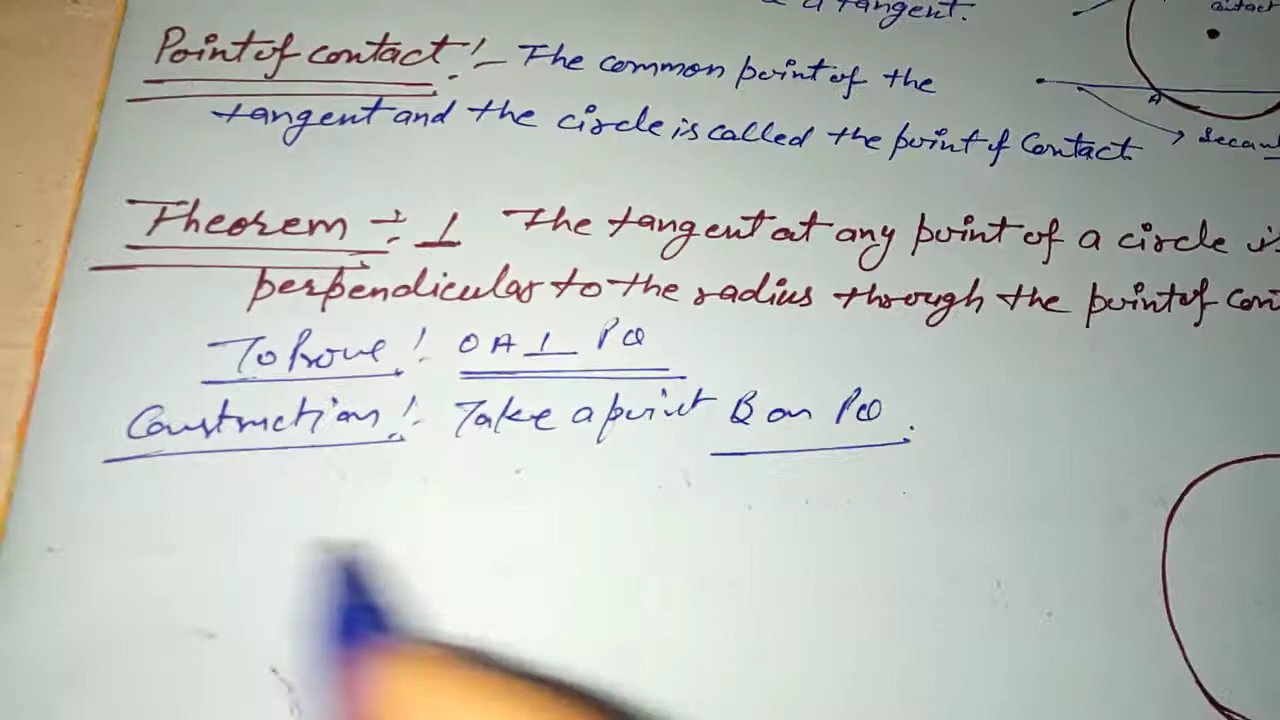 a tangent.
contact
Point of contact :- The common point of the
tangent and the circle is called the point of Contact
A
Secan
Theorem :- 1 The tangent at any point of a circle is
perpendicular to the radius through the point of Con
To Prove :- OA ⊥ PQ
Construction :- Take a point B on PQ.